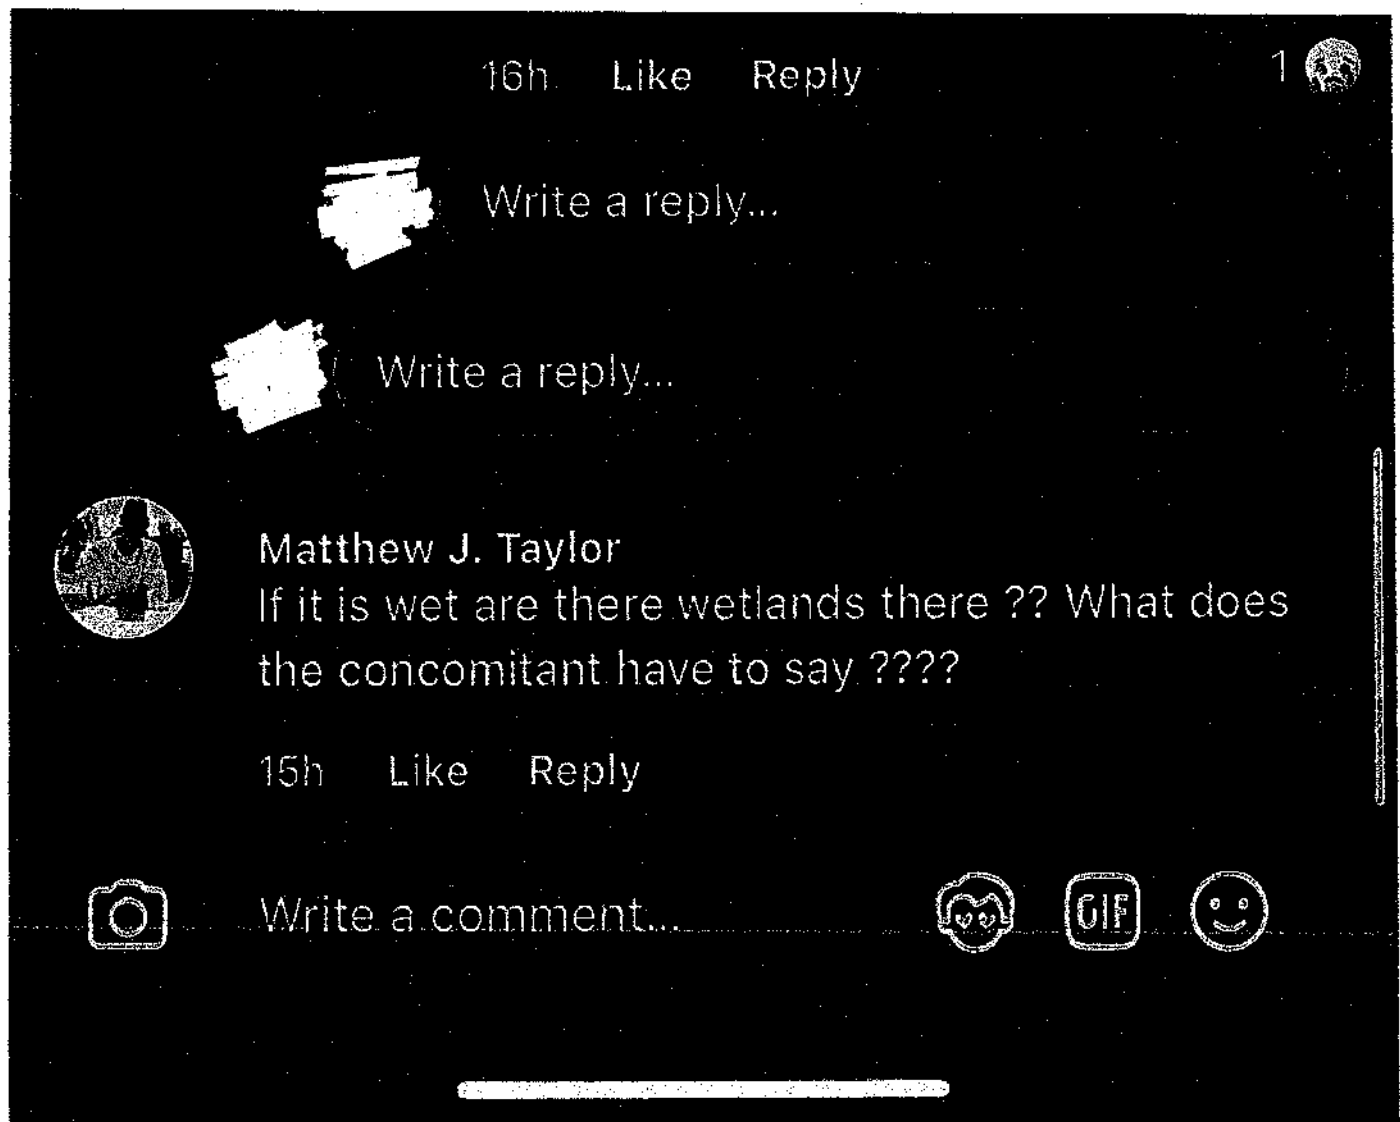 16h Like Reply 1
Write a reply...
Write a reply...
Matthew J. Taylor
If it is wet are there wetlands there ?? What does
the concomitant have to say ????
15h Like Reply
Write a comment... GIF